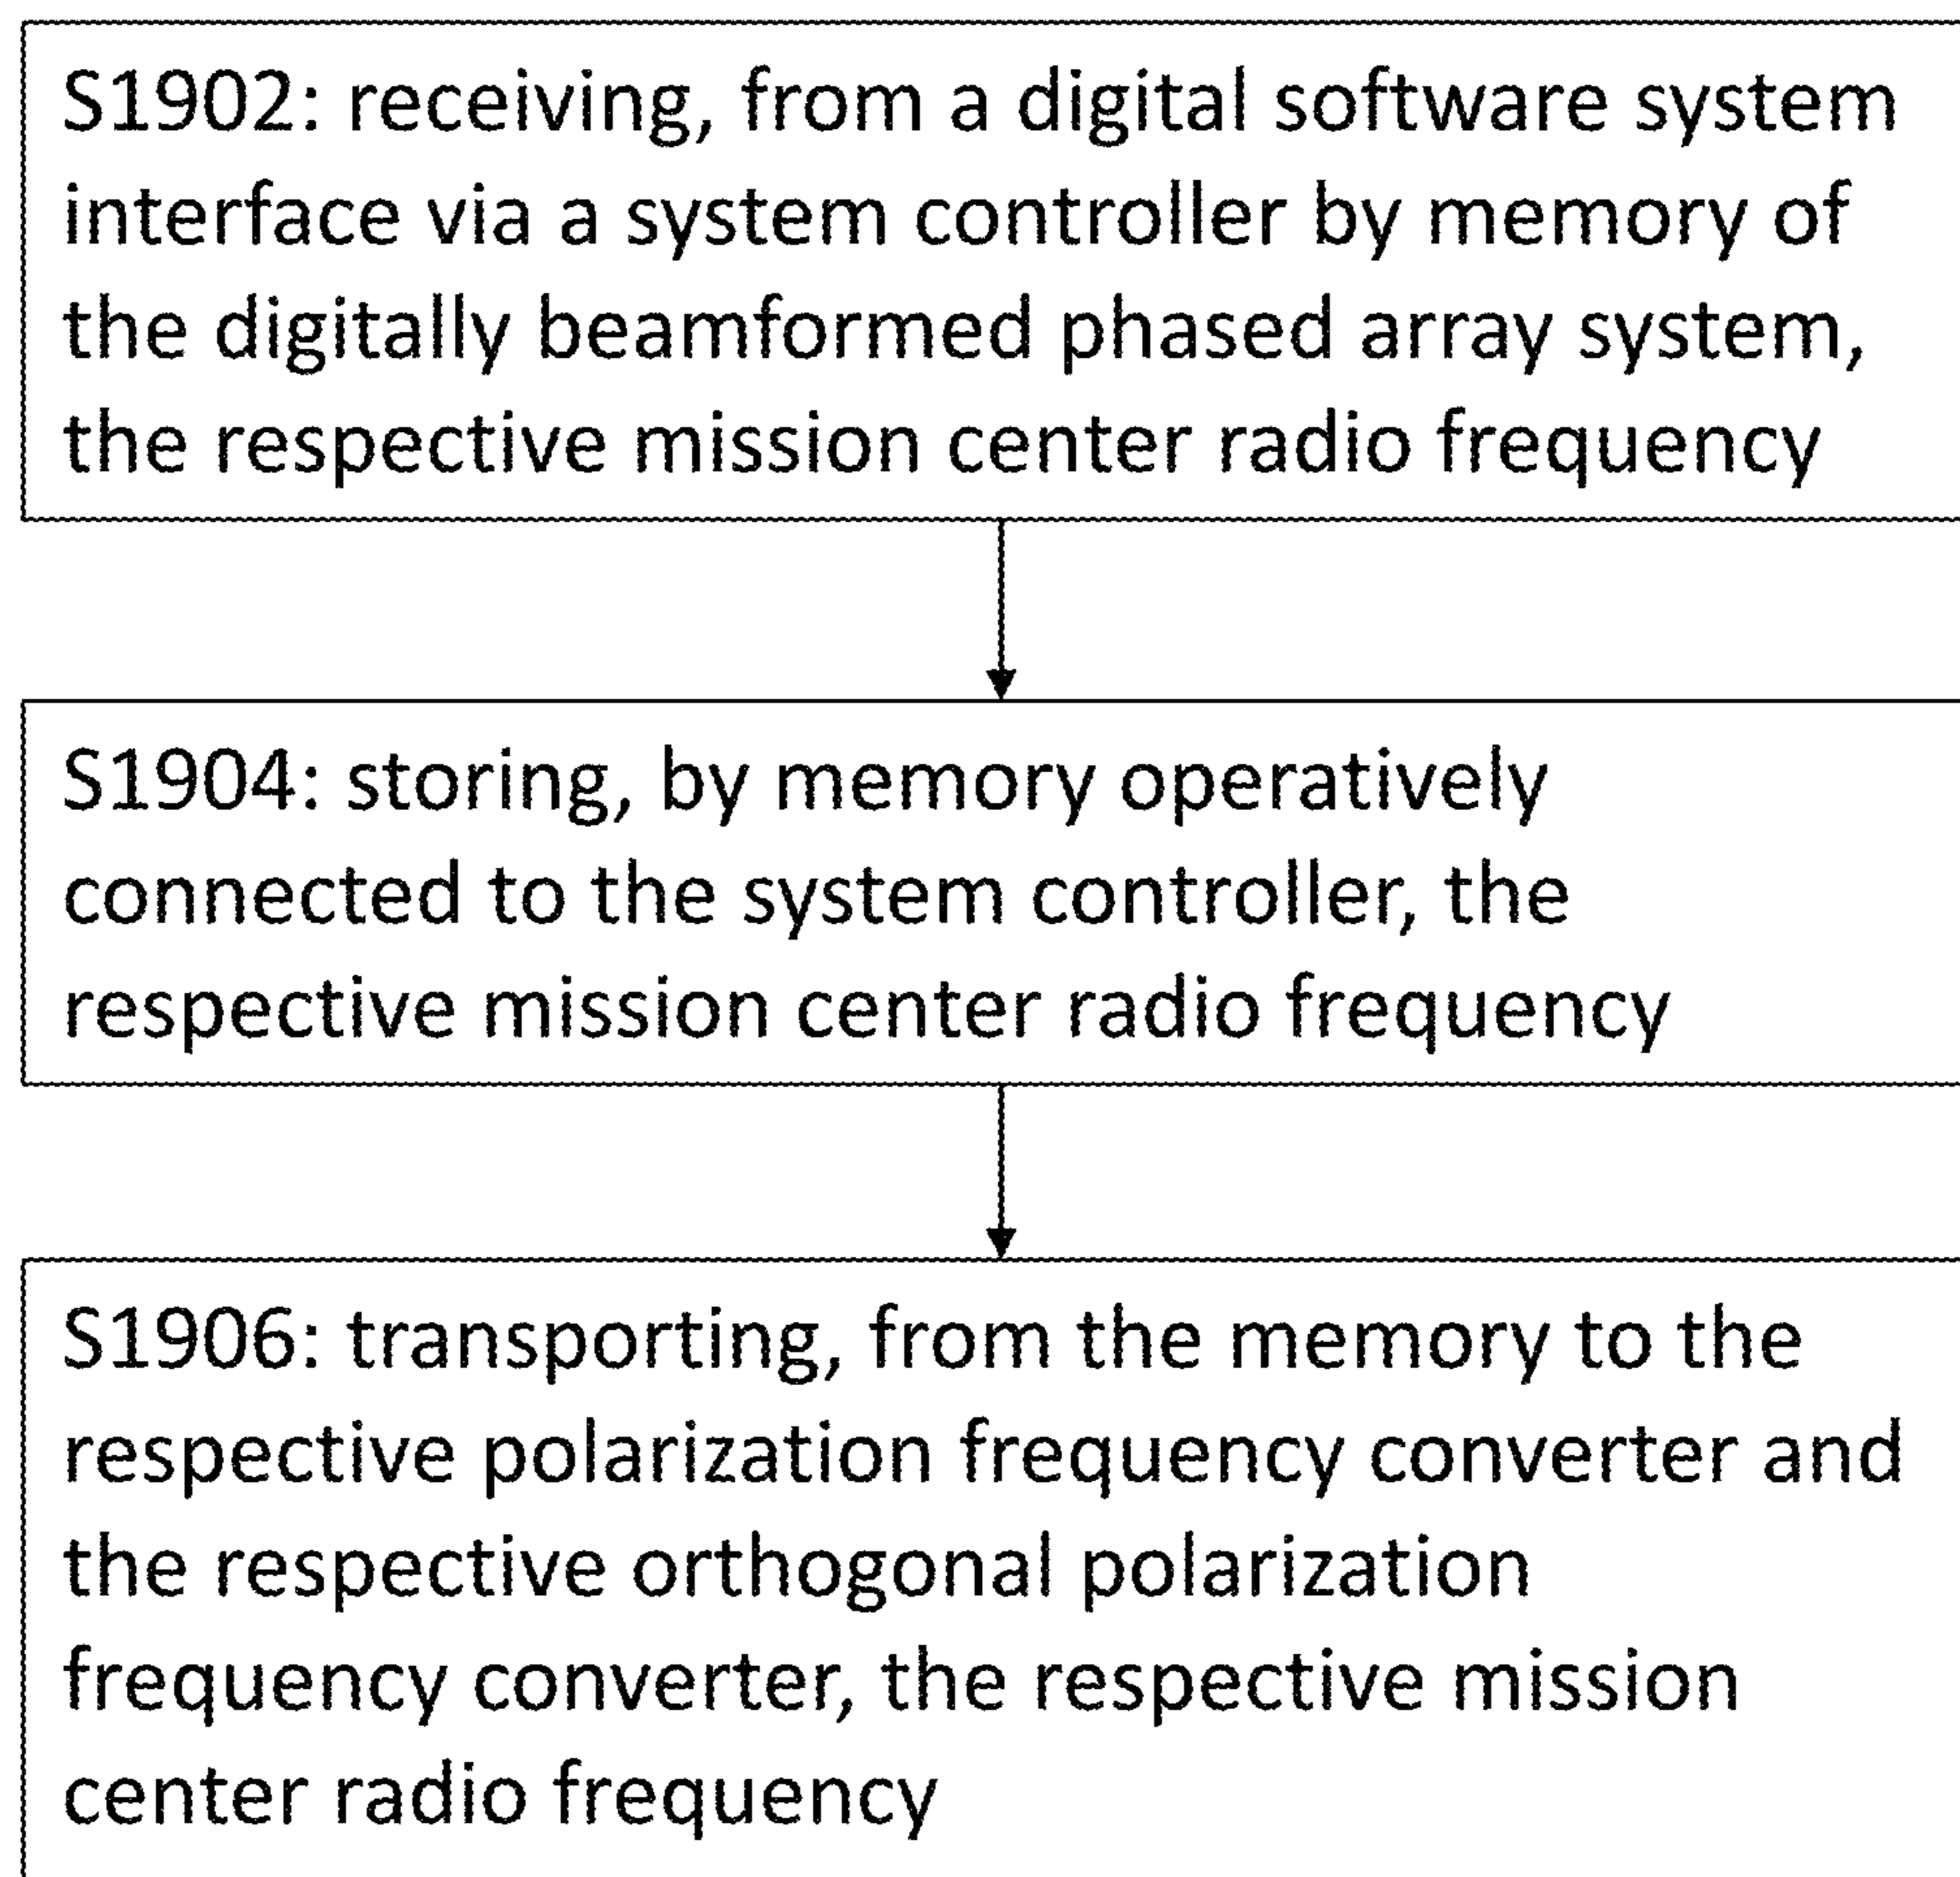 S1902: receiving, from a digital software system
interface via a system controller by memory of
the digitally beamformed phased array system,
the respective mission center radio frequency
S1904: storing, by memory operatively
connected to the system controller, the
respective mission center radio frequency
S1906: transporting, from the memory to the
respective polarization frequency converter and
the respective orthogonal polarization
frequency converter, the respective mission
center radio frequency